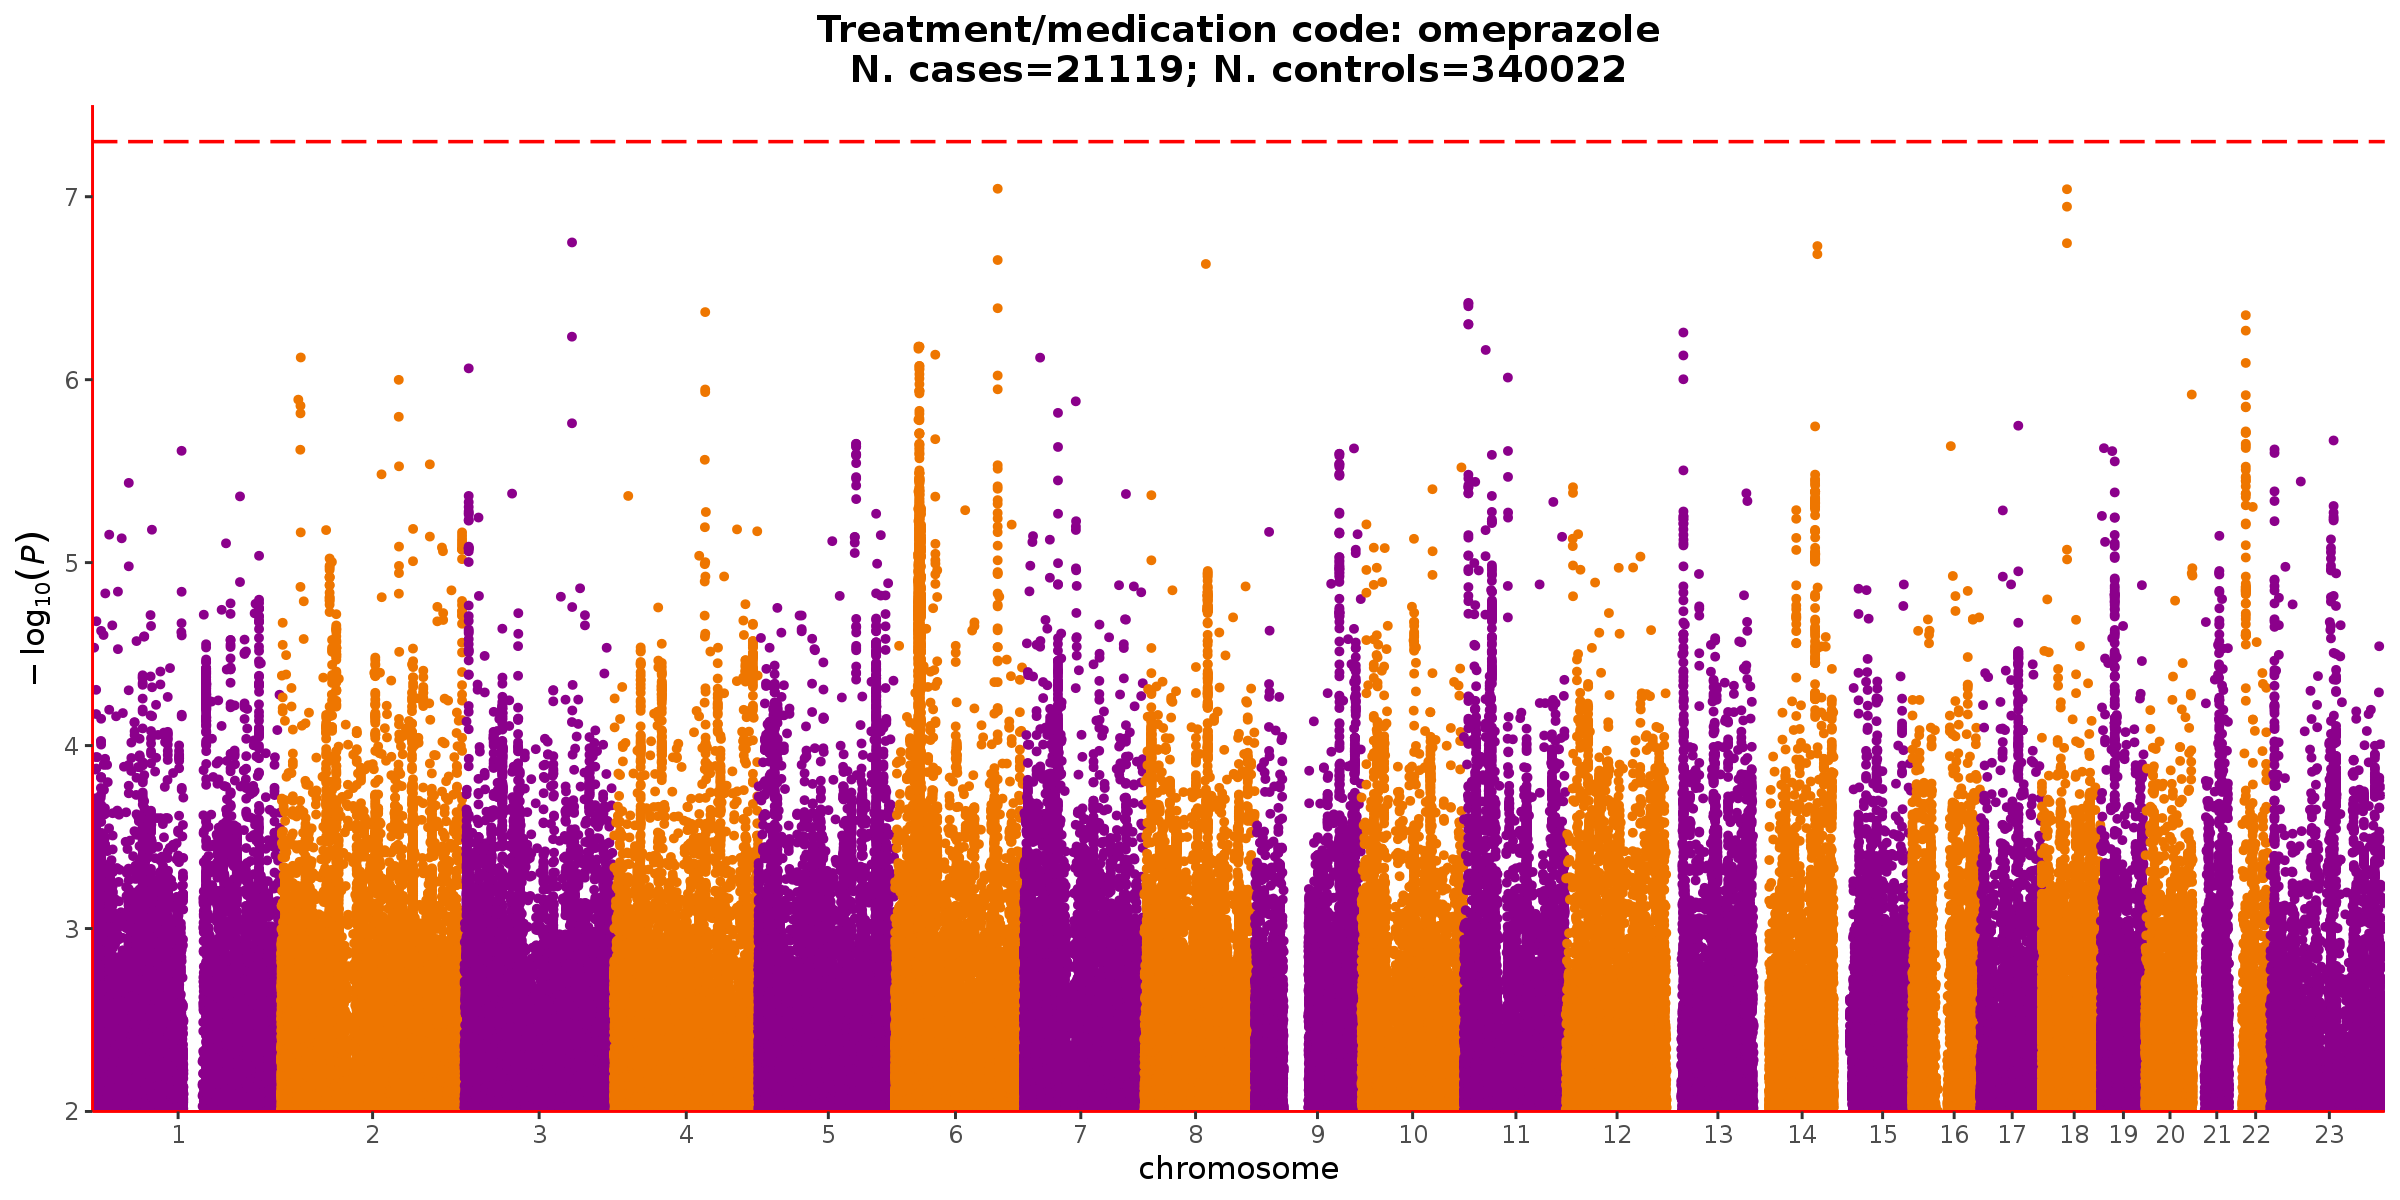 Treatment/medication code: omeprazole
N. cases=21119; N. controls=340022
− log₁₀(P)
7
6
5
4
3
2
1 2 3 4 5 6 7 8 9 10 11 12 13 14 15 16 17 18 19 20 21 22 23
chromosome